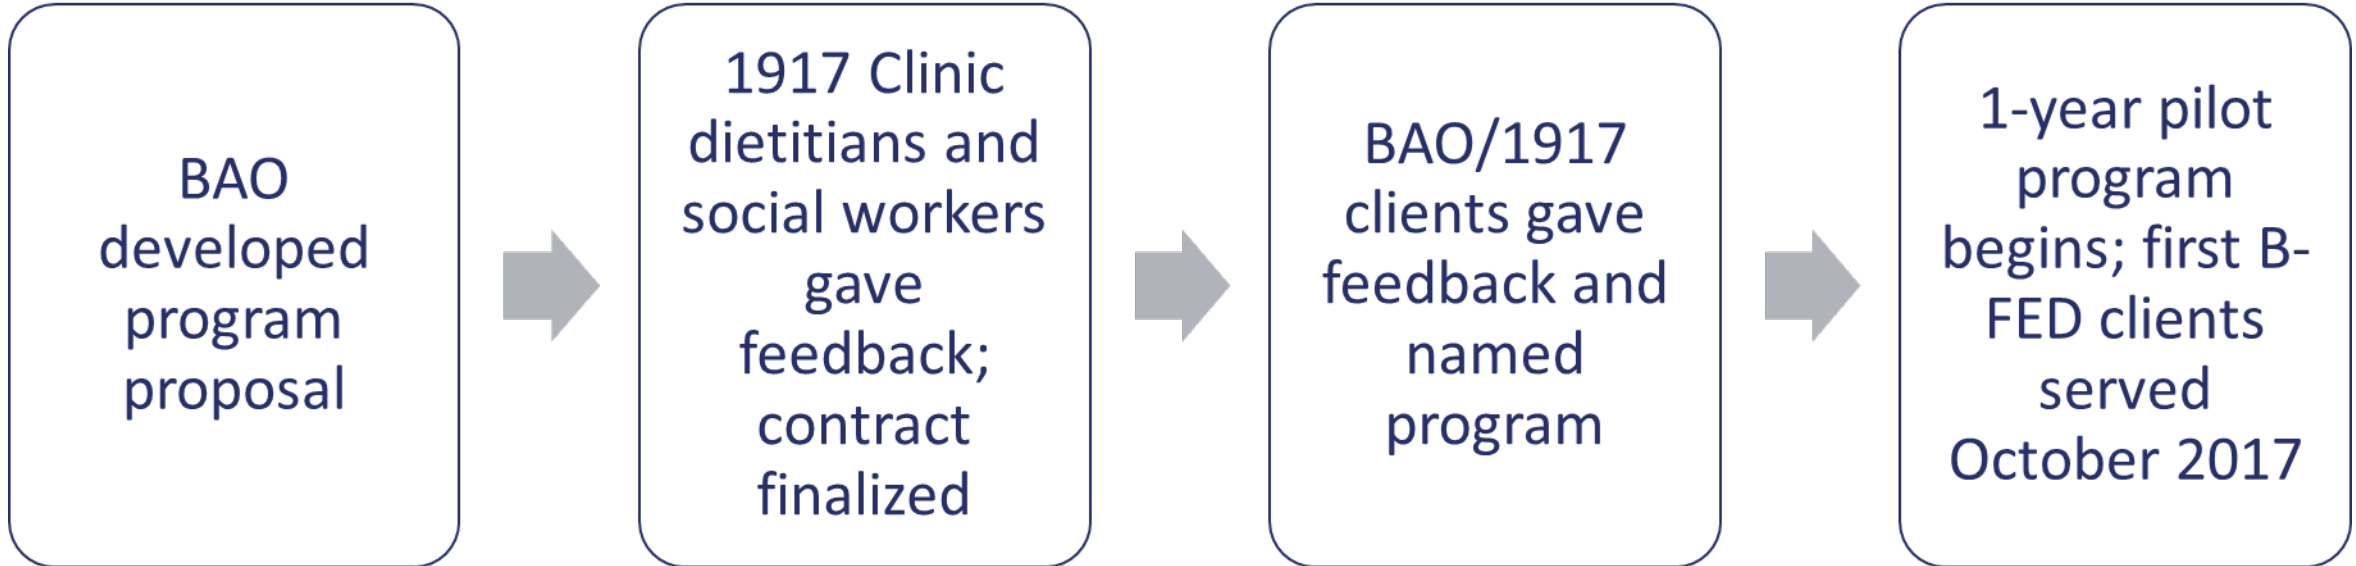 BAO
developed
program
proposal
1917 Clinic
dietitians and
social workers
gave
feedback;
contract
finalized
BAO/1917
clients gave
feedback and
named
program
1-year pilot
program
begins; first B-
FED clients
served
October 2017